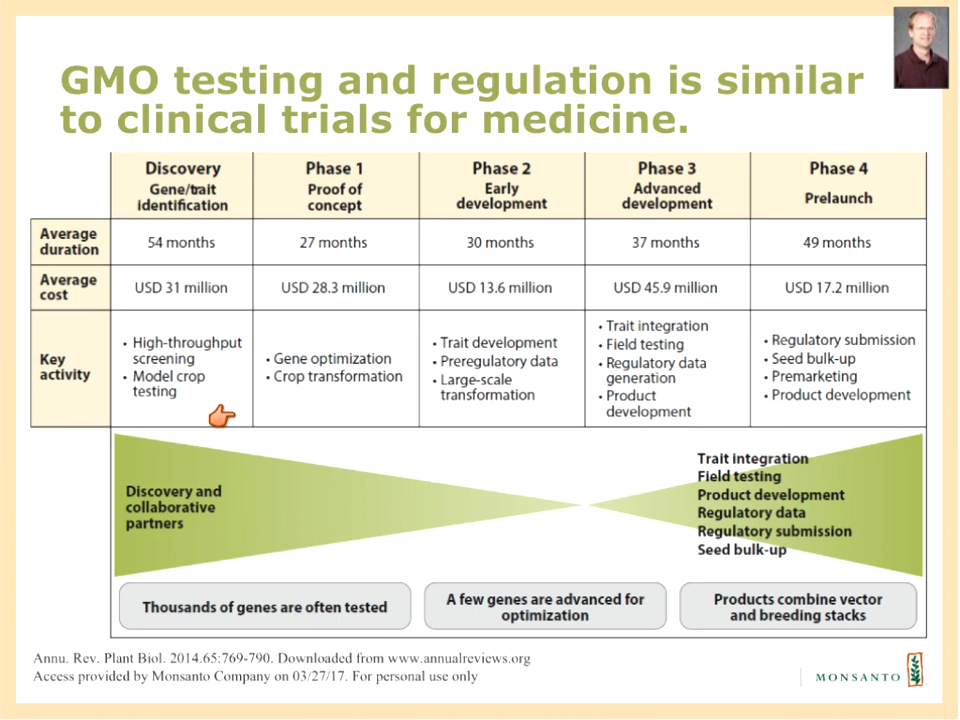 GMO testing and regulation is similar
to clinical trials for medicine.
Discovery
Gene/trait
identification
Phase 1
Proof of
concept
Phase 2
Early
development
Phase 3
Advanced
development
Phase 4
Prelaunch
Average
duration
54 months
27 months
30 months
37 months
49 months
Average
cost
USD 31 million
USD 28.3 million
USD 13.6 million
USD 45.9 million
USD 17.2 million
Key
activity
• High-throughput
screening
• Model crop
testing
• Gene optimization
• Crop transformation
• Trait development
• Preregulatory data
• Large-scale
transformation
• Trait integration
• Field testing
• Regulatory data
generation
• Product
development
• Regulatory submission
• Seed bulk-up
• Premarketing
• Product development
Discovery and
collaborative
partners
Trait integration
Field testing
Product development
Regulatory data
Regulatory submission
Seed bulk-up
Thousands of genes are often tested
A few genes are advanced for
optimization
Products combine vector
and breeding stacks
Annu. Rev. Plant Biol. 2014.65:769-790. Downloaded from www.annualreviews.org
Access provided by Monsanto Company on 03/27/17. For personal use only
MONSANTO